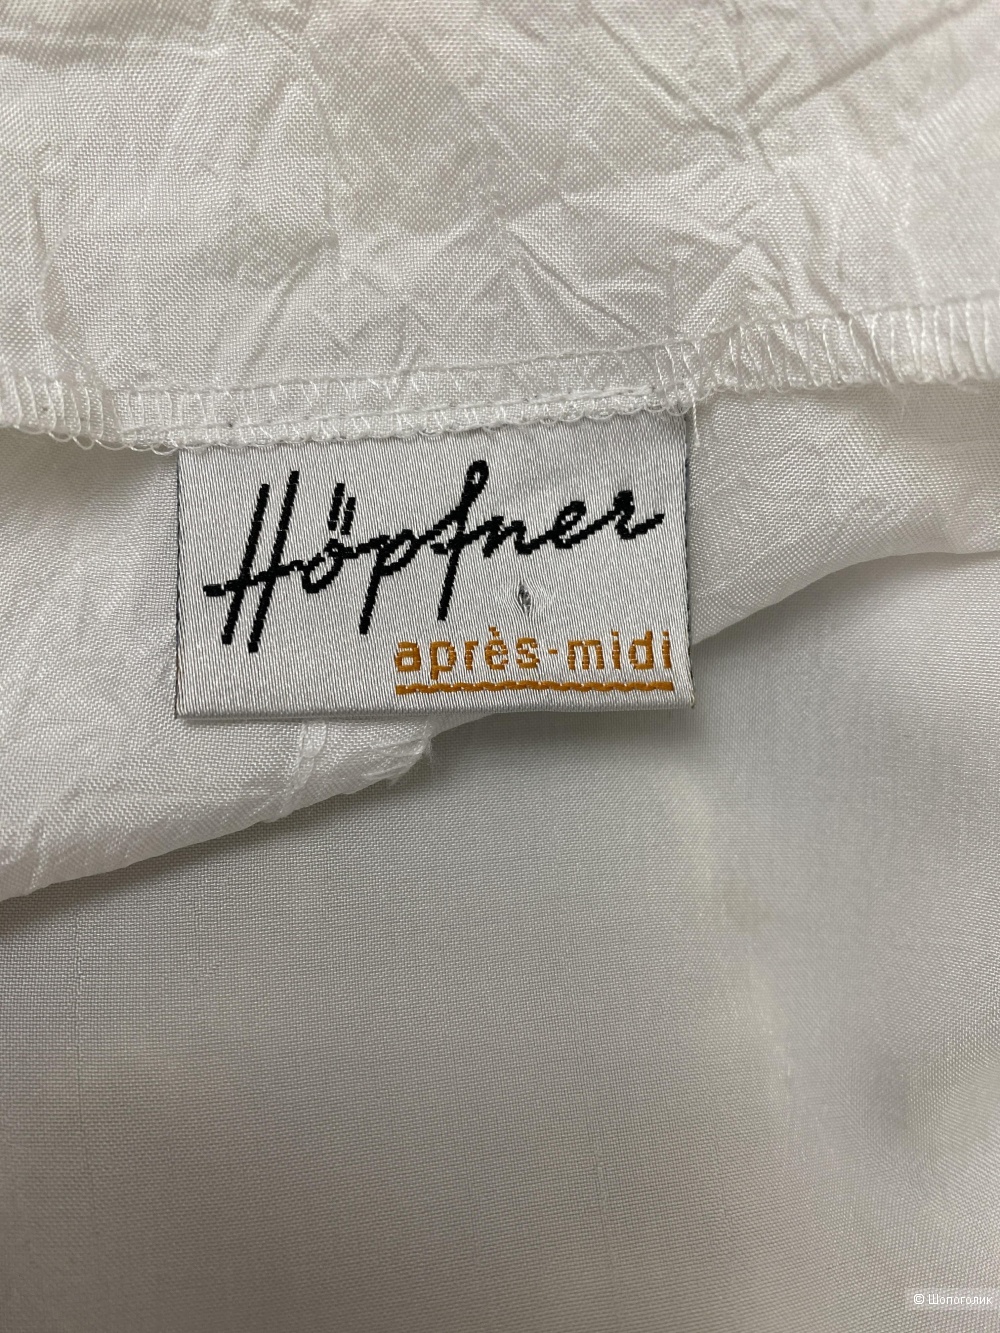 Höpfner
après-midi
© Шопоголик